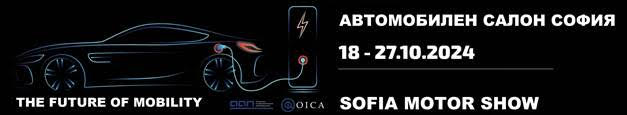 АВТОМОБИЛЕН САЛОН СОФИЯ
18 - 27.10.2024
THE FUTURE OF MOBILITY
OICA
SOFIA MOTOR SHOW